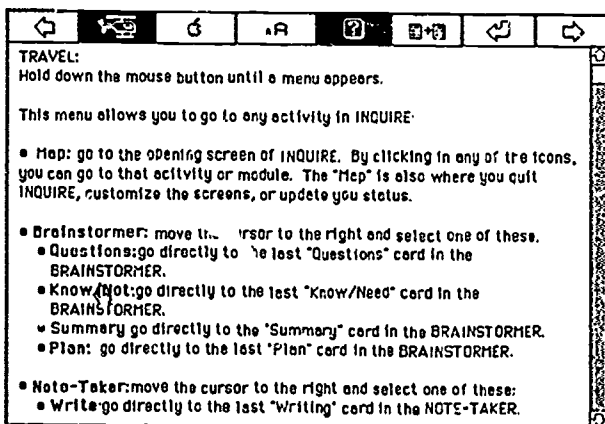 AA
?
TRAVEL:
Hold down the mouse button until a menu appears.
This menu allows you to go to any activity in INQUIRE.
• Map: go to the opening screen of INQUIRE. By clicking in any of the icons,
you can go to that acitvity or module. The "Map" is also where you quit
INQUIRE, customize the screens, or update you status.
• Brainstormer: move the cursor to the right and select one of these.
• Questions:go directly to the last "Questions" card in the
BRAINSTORMER.
• Know/Not:go directly to the last "Know/Need" card in the
BRAINSTORMER.
• Summary go directly to the "Summary" card in the BRAINSTORMER.
• Plan: go directly to the last "Plan" card in the BRAINSTORMER.
• Note-Taker:move the cursor to the right and select one of these:
• Write:go directly to the last "Writing" card in the NOTE-TAKER.